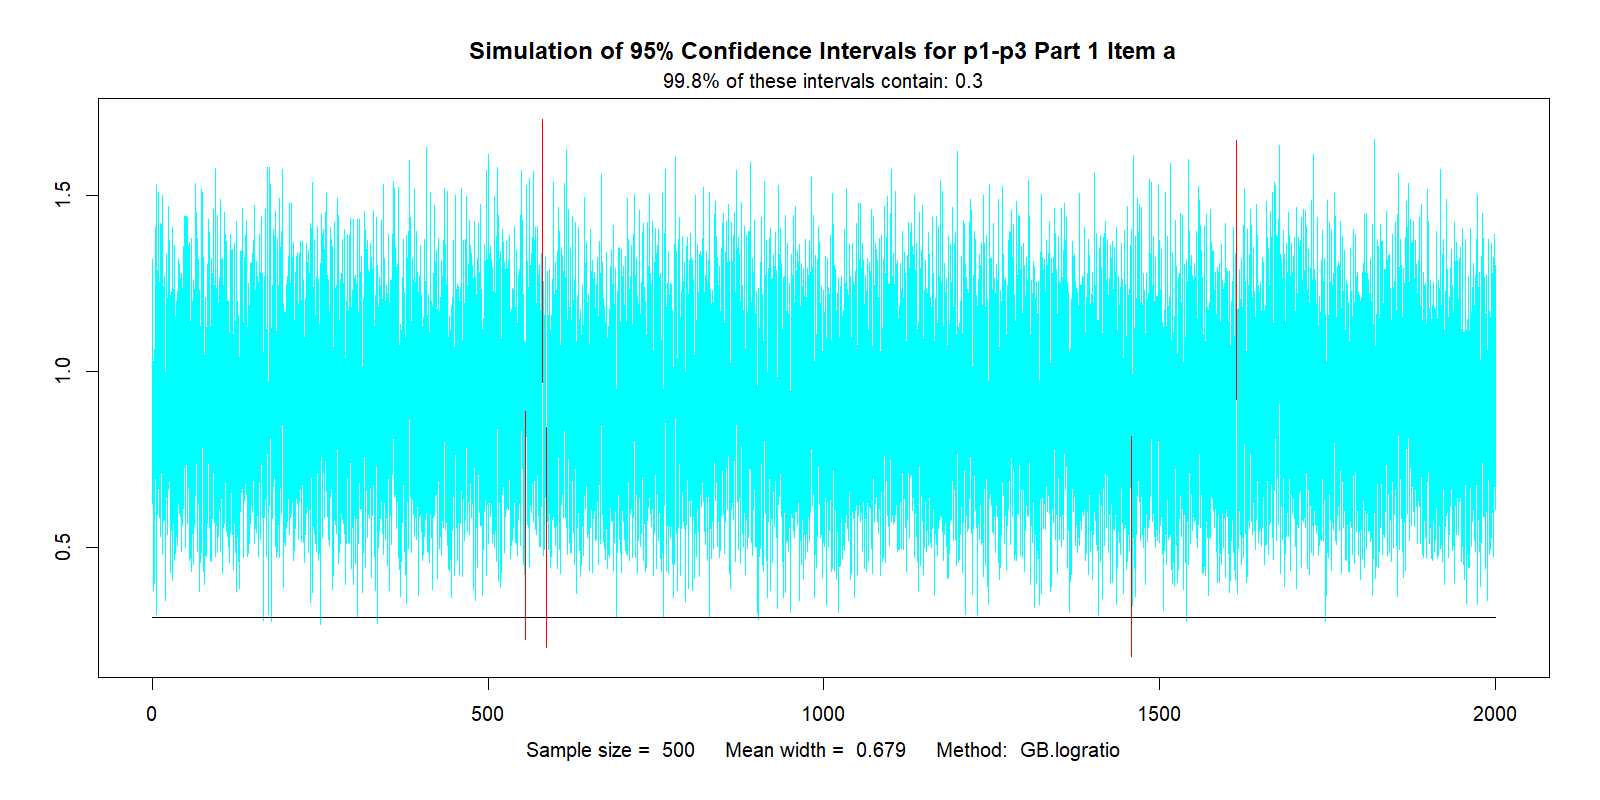 Simulation of 95% Confidence Intervals for p1-p3 Part 1 Item a
99.8% of these intervals contain: 0.3
1.5
1.0
0.5
0 500 1000 1500 2000
Sample size = 500 Mean width = 0.679 Method: GB.logratio